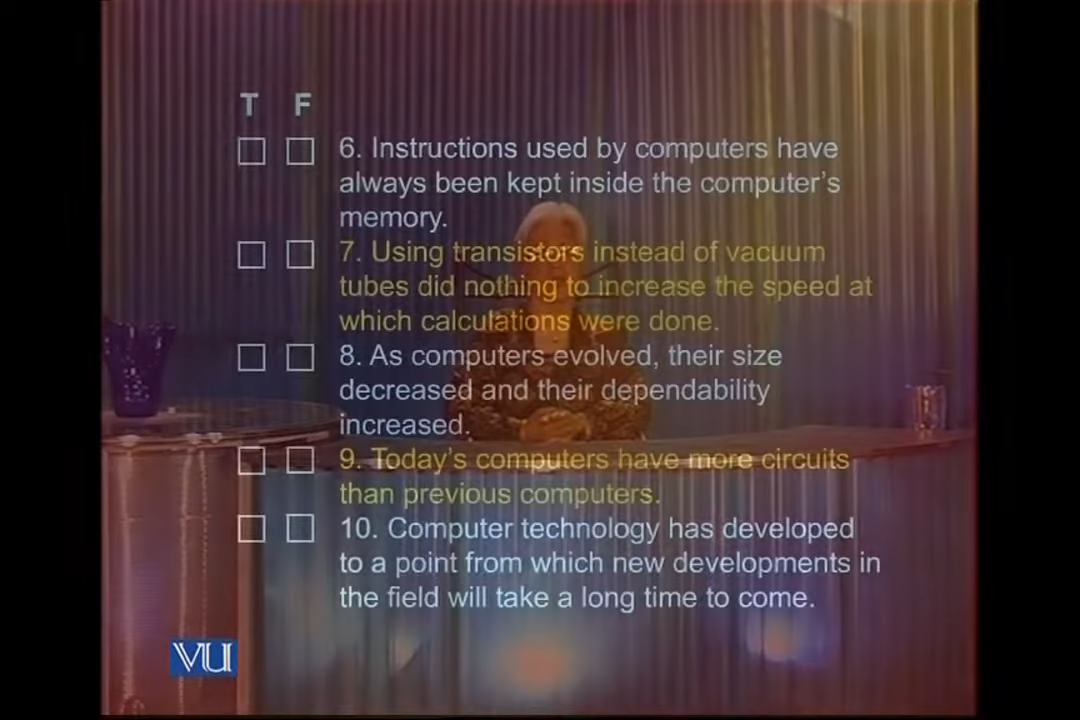 T F
6. Instructions used by computers have
always been kept inside the computer's
memory.
7. Using transistors instead of vacuum
tubes did nothing to increase the speed at
which calculations were done.
8. As computers evolved, their size
decreased and their dependability
increased.
9. Today's computers have more circuits
than previous computers.
10. Computer technology has developed
to a point from which new developments in
the field will take a long time to come.
VU